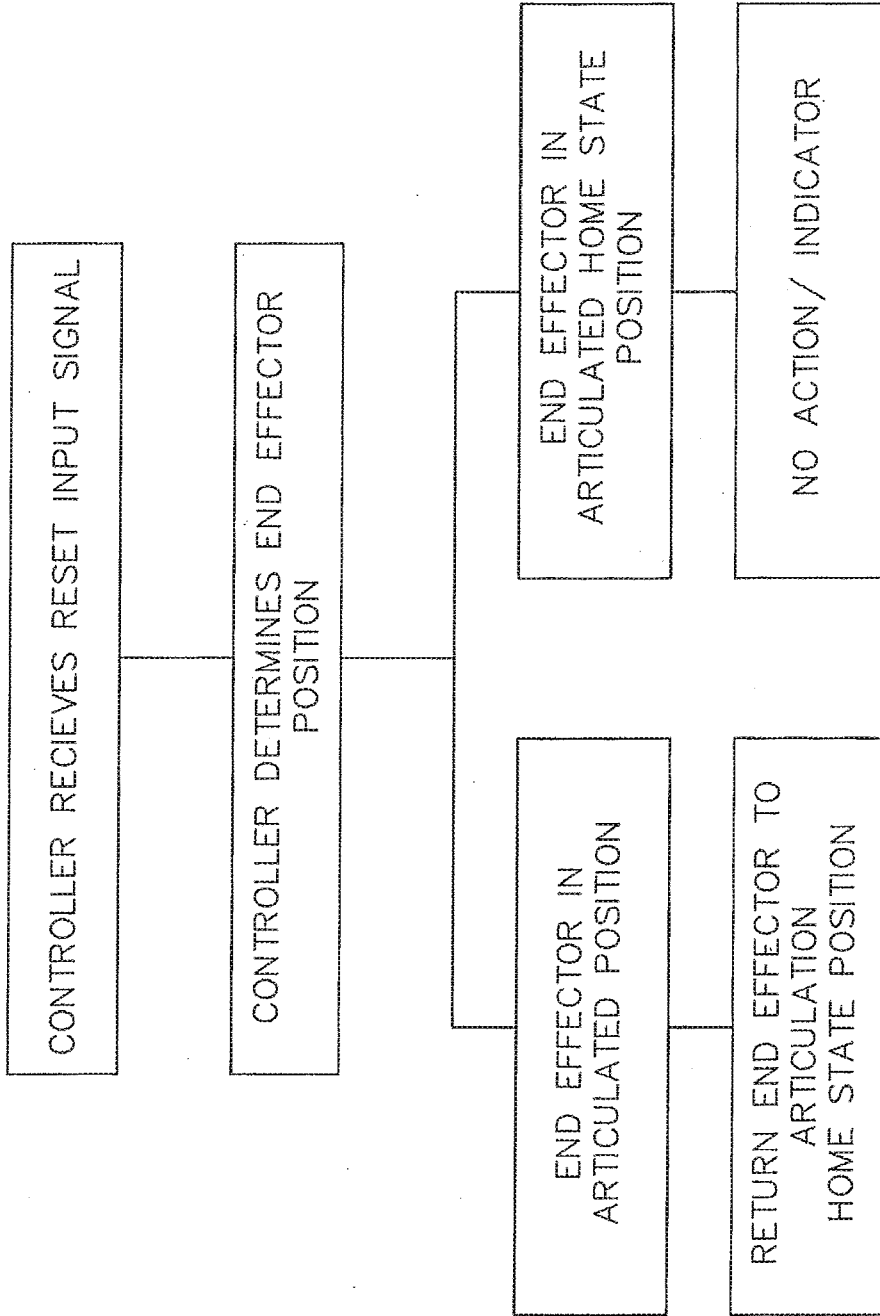 CONTROLLER RECIEVES RESET INPUT SIGNAL
CONTROLLER DETERMINES END EFFECTOR
POSITION
END EFFECTOR IN
ARTICULATED POSITION
RETURN END EFFECTOR TO
ARTICULATION
HOME STATE POSITION
END EFFECTOR IN
ARTICULATED HOME STATE
POSITION
NO ACTION/ INDICATOR